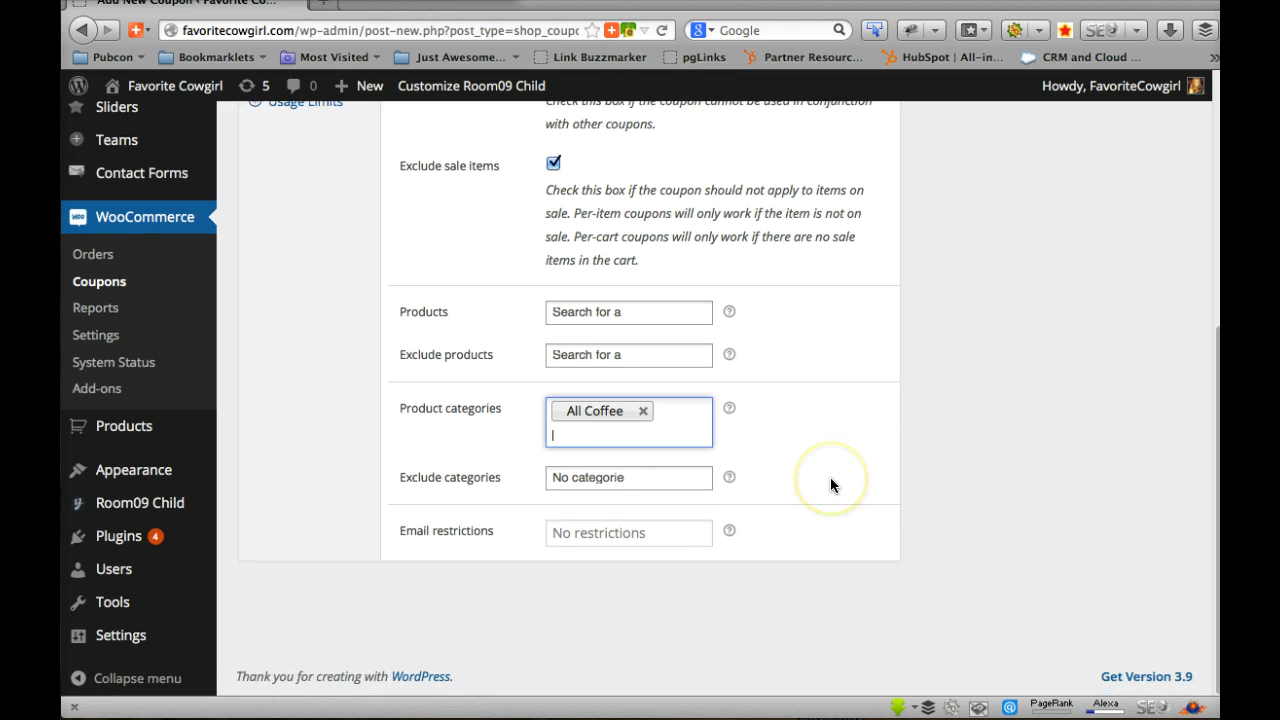 Add New Coupon ‹ Favorite Co...
favoritecowgirl.com/wp-admin/post-new.php?post_type=shop_coupo
Google
SEO
Pubcon
Bookmarklets
Most Visited
Just Awesome...
Link Buzzmarker
pgLinks
Partner Resourc...
HubSpot | All-in...
CRM and Cloud ...
»
Favorite Cowgirl
5
0
New
Customize Room09 Child
Howdy, FavoriteCowgirl
Sliders
Teams
Contact Forms
WooCommerce
Orders
Coupons
Reports
Settings
System Status
Add-ons
Products
Appearance
Room09 Child
Plugins 4
Users
Tools
Settings
Collapse menu
Usage Limits
Check this box if the coupon cannot be used in conjunction
with other coupons.
Exclude sale items
Check this box if the coupon should not apply to items on
sale. Per-item coupons will only work if the item is not on
sale. Per-cart coupons will only work if there are no sale
items in the cart.
Products
Search for a
Exclude products
Search for a
Product categories
All Coffee
Exclude categories
No categorie
Email restrictions
No restrictions
Thank you for creating with WordPress.
Get Version 3.9
PageRank
Alexa
SEO